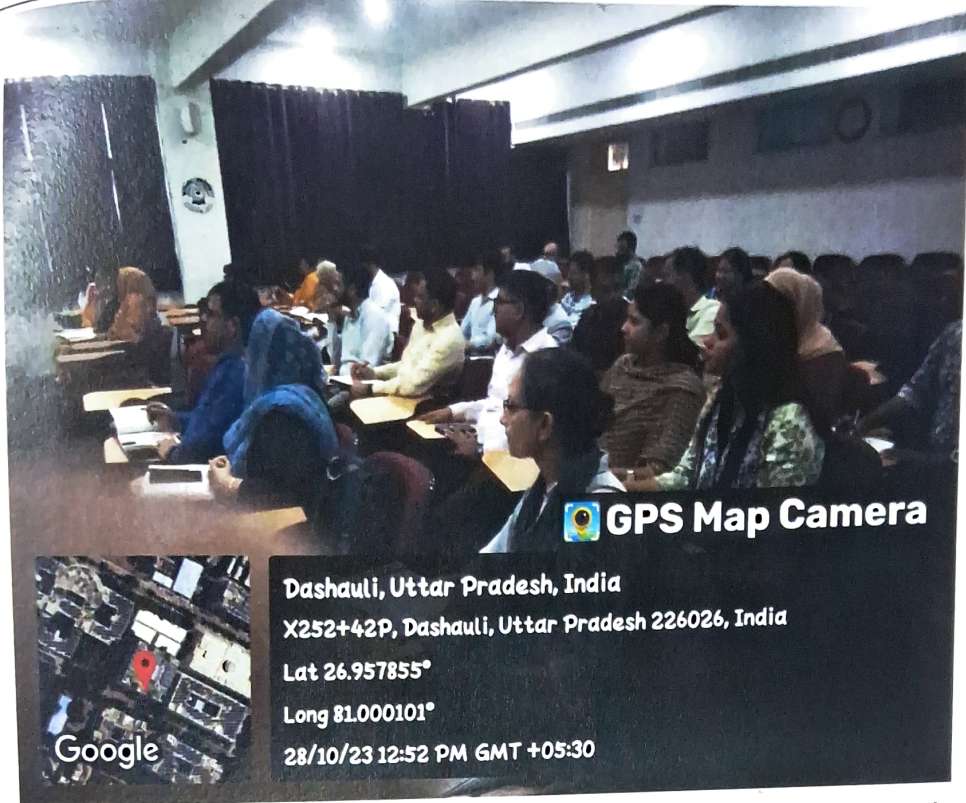 GPS Map Camera
Dashauli, Uttar Pradesh, India
X252+42P, Dashauli, Uttar Pradesh 226026, India
Lat 26.957855°
Long 81.000101°
28/10/23 12:52 PM GMT +05:30
Google